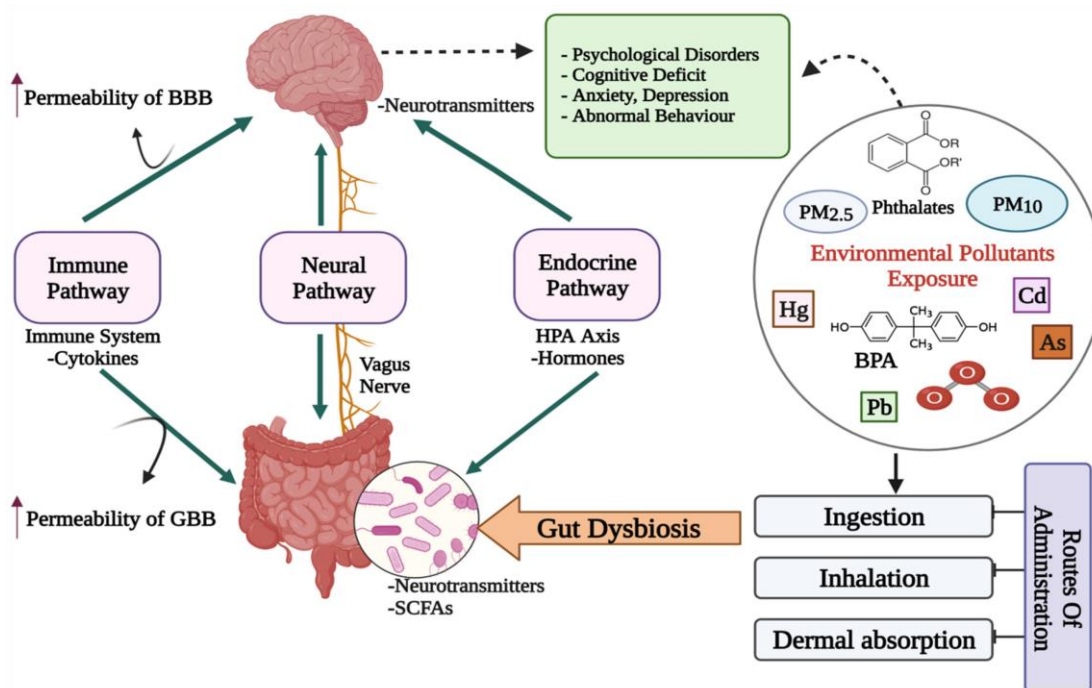 Permeability of BBB
-Neurotransmitters
- Psychological Disorders
- Cognitive Deficit
- Anxiety, Depression
- Abnormal Behaviour
Immune
Pathway
Immune System
-Cytokines
Neural
Pathway
Vagus
Nerve
Endocrine
Pathway
HPA Axis
-Hormones
Permeability of GBB
-Neurotransmitters
-SCFAs
Gut Dysbiosis
O
OR
OR'
O
Phthalates
PM2.5
PM10
Environmental Pollutants
Exposure
Hg
Cd
HO
CH3
CH3
OH
BPA
As
Pb
O O O
Ingestion
Inhalation
Dermal absorption
Routes Of
Administration